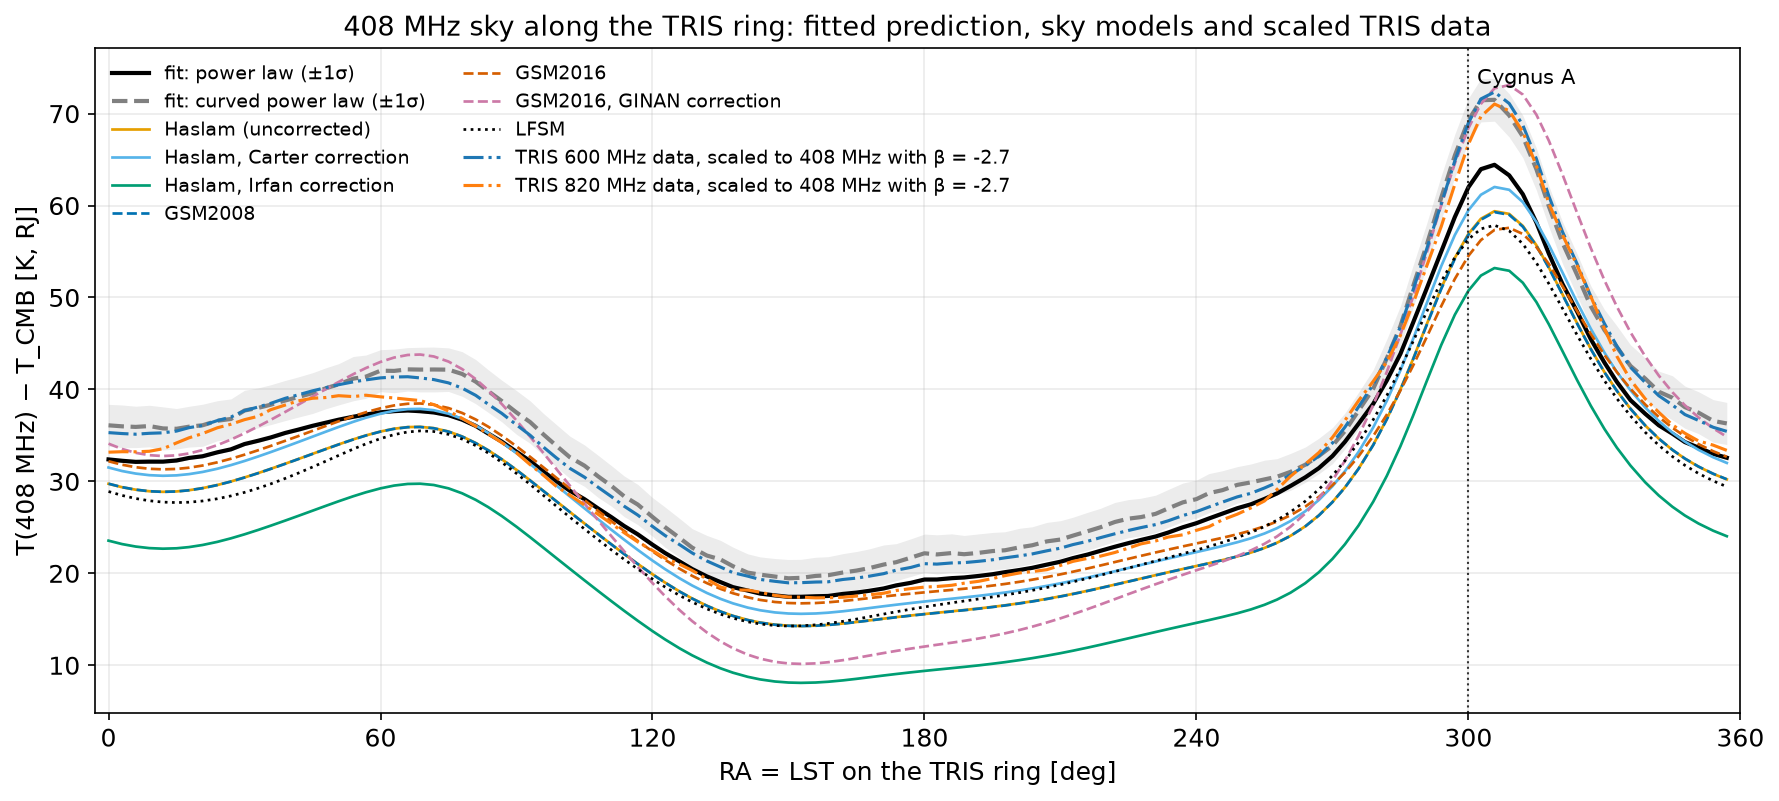 408 MHz sky along the TRIS ring: fitted prediction, sky models and scaled TRIS data
fit: power law (±1σ)
fit: curved power law (±1σ)
Haslam (uncorrected)
Haslam, Carter correction
Haslam, Irfan correction
GSM2008
GSM2016
GSM2016, GINAN correction
LFSM
TRIS 600 MHz data, scaled to 408 MHz with β = -2.7
TRIS 820 MHz data, scaled to 408 MHz with β = -2.7
Cygnus A
T(408 MHz) − T_CMB [K, RJ]
70
60
50
40
30
20
10
0
60
120
180
240
300
360
RA = LST on the TRIS ring [deg]